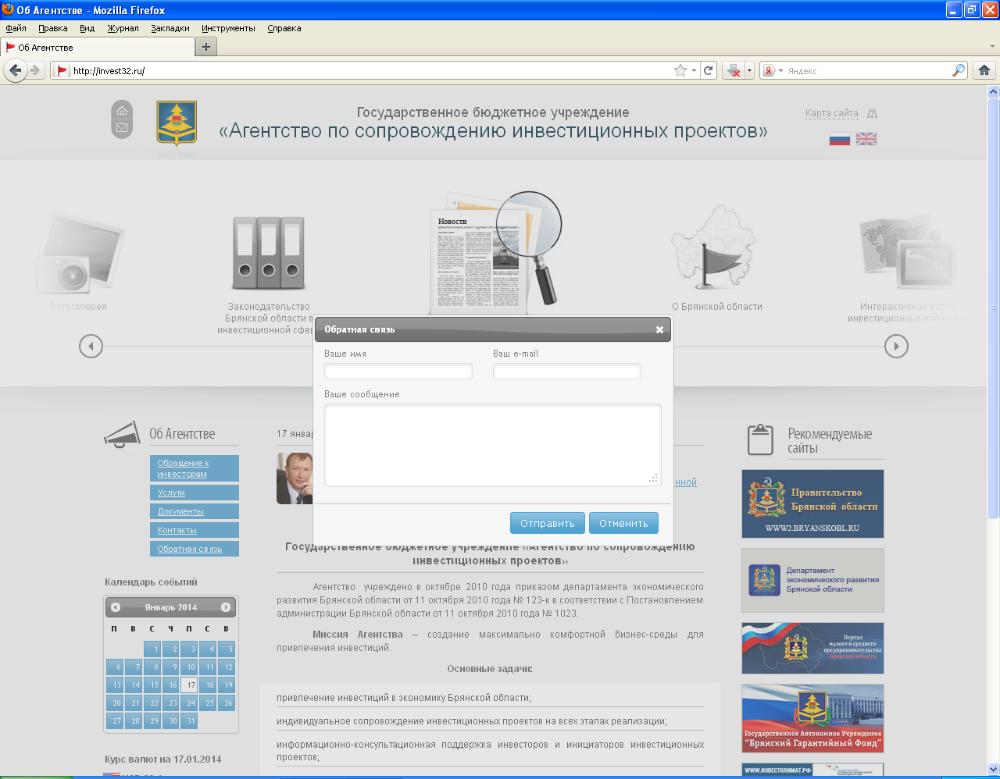 Об Агентстве - Mozilla Firefox
Файл Правка Вид Журнал Закладки Инструменты Справка
Об Агентстве
http://invest32.ru/
Яндекс
Государственное бюджетное учреждение
«Агентство по сопровождению инвестиционных проектов»
Карта сайта
Новости
Фотогалерея
Законодательство
Брянской области в
инвестиционной сфер
О Брянской области
Интерактивная карта
инвестиционных площад
Обратная связь
Ваше имя
Ваш e-mail
Ваше сообщение
Отправить
Отменить
Об Агентстве
Обращение к
инвесторам
Услуги
Документы
Контакты
Обратная связь
Календарь событий
Январь 2014
П В С Ч П С В
1 2 3 4 5
6 7 8 9 10 11 12
13 14 15 16 17 18 19
20 21 22 23 24 25 26
27 28 29 30 31
Курс валют на 17.01.2014
17 январ
нной
Государственное бюджетное учреждение «Агентство по сопровождению
инвестиционных проектов»
Агентство учреждено в октябре 2010 года приказом департамента экономического
развития Брянской области от 11 октября 2010 года № 123-к в соответствии с Постановлением
администрации Брянской области от 11 октября 2010 года № 1023.
Миссия Агентства – создание максимально комфортной бизнес-среды для
привлечения инвестиций.
Основные задачи:
привлечение инвестиций в экономику Брянской области;
индивидуальное сопровождение инвестиционных проектов на всех этапах реализации;
информационно-консультационная поддержка инвесторов и инициаторов инвестиционных
проектов;
Рекомендуемые
сайты
Правительство
Брянской области
WWW2.BRYANSKOBL.RU
Департамент
экономического развития
Брянской области
Портал
малого и среднего
предпринимательства
Брянской области
Государственное Автономное Учреждение
“Брянский Гарантийный Фонд”
WWW.ИНВЕСТКЛИМАТ.РФ